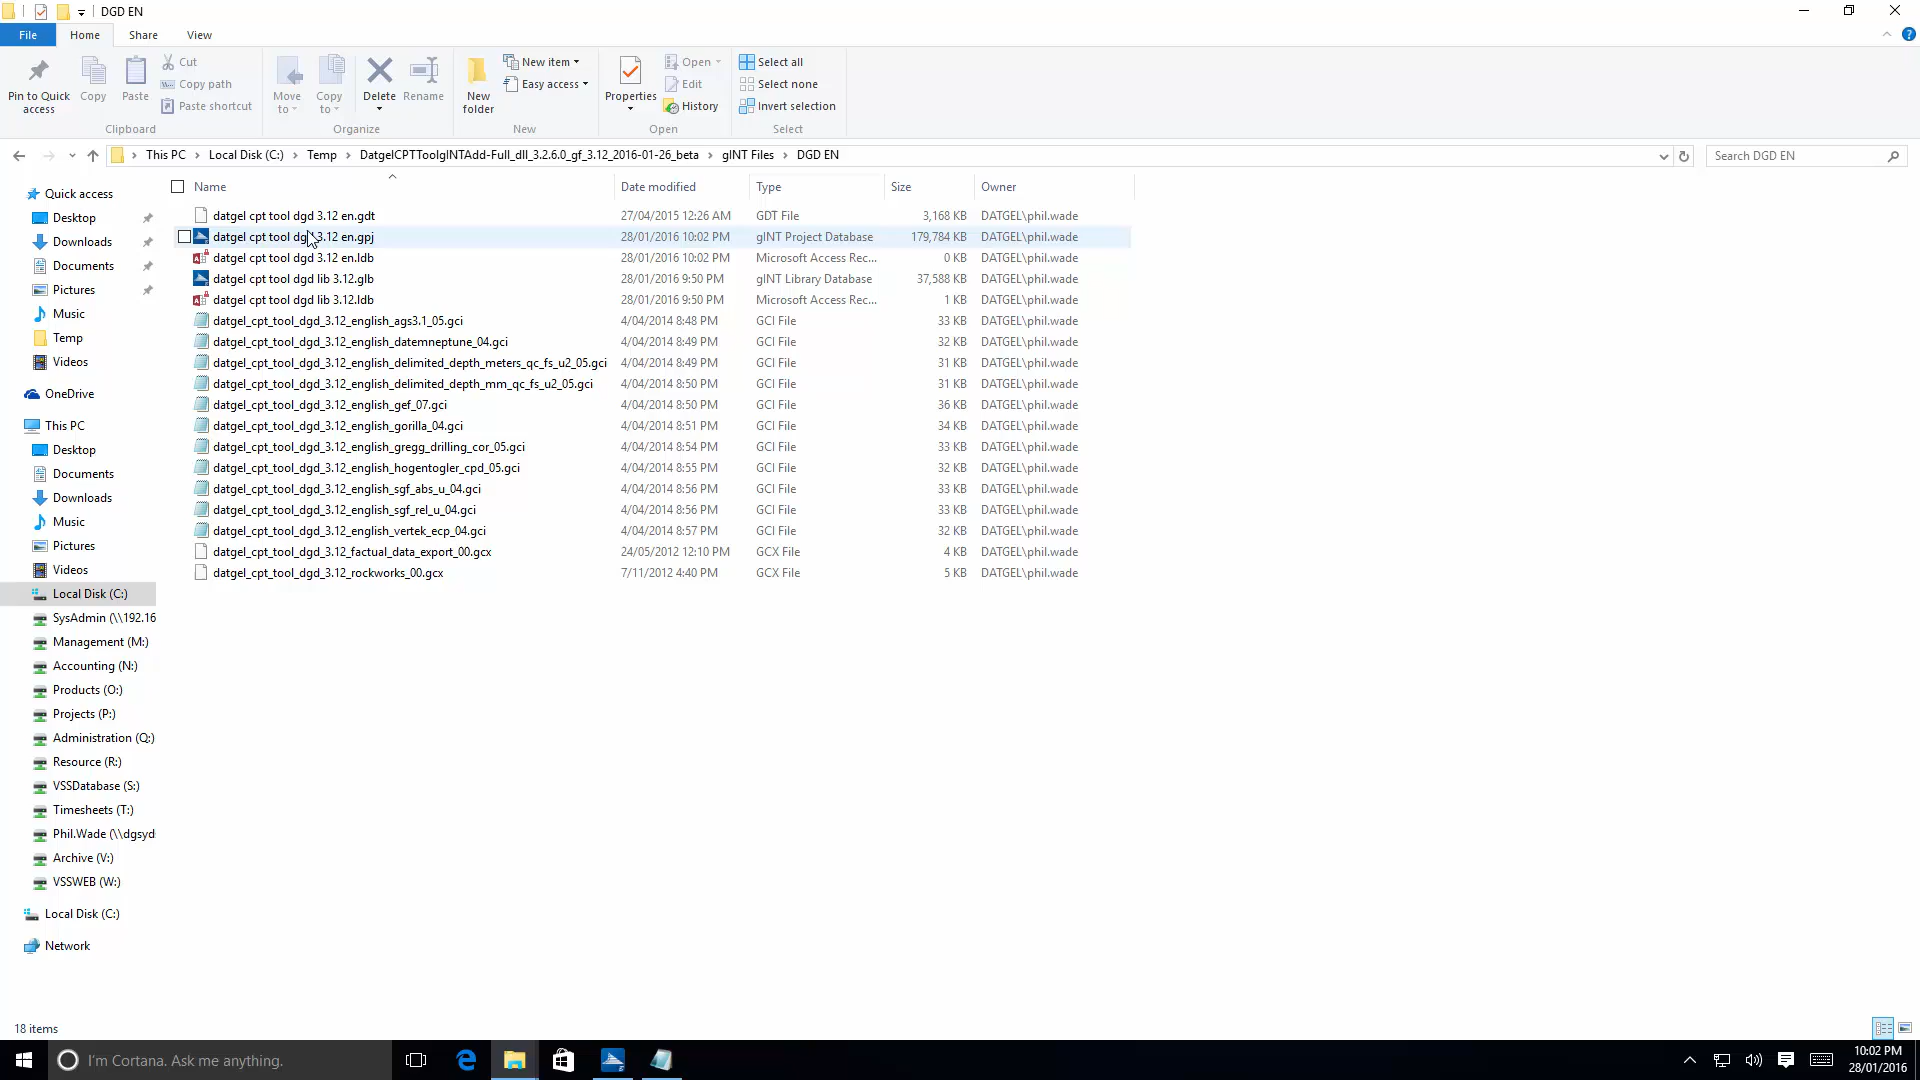 DGD EN
File
Home
Share
View
Pin to Quick access
Copy
Paste
Cut
Copy path
Paste shortcut
Clipboard
Move to
Copy to
Delete
Rename
Organize
New folder
New item
Easy access
New
Properties
Open
Edit
History
Open
Select all
Select none
Invert selection
Select
This PC
Local Disk (C:)
Temp
DatgelCPTToolgINTAdd-Full_dll_3.2.6.0_gf_3.12_2016-01-26_beta
gINT Files
DGD EN
Search DGD EN
Name Date modified Type Size Owner
datgel cpt tool dgd 3.12 en.gdt 27/04/2015 12:26 AM GDT File 3,168 KB DATGEL\phil.wade
datgel cpt tool dgd 3.12 en.gpj 28/01/2016 10:02 PM gINT Project Database 179,784 KB DATGEL\phil.wade
datgel cpt tool dgd 3.12 en.ldb 28/01/2016 10:02 PM Microsoft Access Rec... 0 KB DATGEL\phil.wade
datgel cpt tool dgd lib 3.12.glb 28/01/2016 9:50 PM gINT Library Database 37,588 KB DATGEL\phil.wade
datgel cpt tool dgd lib 3.12.ldb 28/01/2016 9:50 PM Microsoft Access Rec... 1 KB DATGEL\phil.wade
datgel_cpt_tool_dgd_3.12_english_ags3.1_05.gci 4/04/2014 8:48 PM GCI File 33 KB DATGEL\phil.wade
datgel_cpt_tool_dgd_3.12_english_datemneptune_04.gci 4/04/2014 8:49 PM GCI File 32 KB DATGEL\phil.wade
datgel_cpt_tool_dgd_3.12_english_delimited_depth_meters_qc_fs_u2_05.gci 4/04/2014 8:49 PM GCI File 31 KB DATGEL\phil.wade
datgel_cpt_tool_dgd_3.12_english_delimited_depth_mm_qc_fs_u2_05.gci 4/04/2014 8:50 PM GCI File 31 KB DATGEL\phil.wade
datgel_cpt_tool_dgd_3.12_english_gef_07.gci 4/04/2014 8:50 PM GCI File 36 KB DATGEL\phil.wade
datgel_cpt_tool_dgd_3.12_english_gorilla_04.gci 4/04/2014 8:51 PM GCI File 34 KB DATGEL\phil.wade
datgel_cpt_tool_dgd_3.12_english_gregg_drilling_cor_05.gci 4/04/2014 8:54 PM GCI File 33 KB DATGEL\phil.wade
datgel_cpt_tool_dgd_3.12_english_hogentogler_cpd_05.gci 4/04/2014 8:55 PM GCI File 32 KB DATGEL\phil.wade
datgel_cpt_tool_dgd_3.12_english_sgf_abs_u_04.gci 4/04/2014 8:56 PM GCI File 33 KB DATGEL\phil.wade
datgel_cpt_tool_dgd_3.12_english_sgf_rel_u_04.gci 4/04/2014 8:56 PM GCI File 33 KB DATGEL\phil.wade
datgel_cpt_tool_dgd_3.12_english_vertek_ecp_04.gci 4/04/2014 8:57 PM GCI File 32 KB DATGEL\phil.wade
datgel_cpt_tool_dgd_3.12_factual_data_export_00.gcx 24/05/2012 12:10 PM GCX File 4 KB DATGEL\phil.wade
datgel_cpt_tool_dgd_3.12_rockworks_00.gcx 7/11/2012 4:40 PM GCX File 5 KB DATGEL\phil.wade
Quick access
Desktop
Downloads
Documents
Pictures
Music
Temp
Videos
OneDrive
This PC
Desktop
Documents
Downloads
Music
Pictures
Videos
Local Disk (C:)
SysAdmin (\\192.16
Management (M:)
Accounting (N:)
Products (O:)
Projects (P:)
Administration (Q:)
Resource (R:)
VSSDatabase (S:)
Timesheets (T:)
Phil.Wade (\\dgsyd
Archive (V:)
VSSWEB (W:)
Local Disk (C:)
Network
18 items
I'm Cortana. Ask me anything.
10:02 PM
28/01/2016